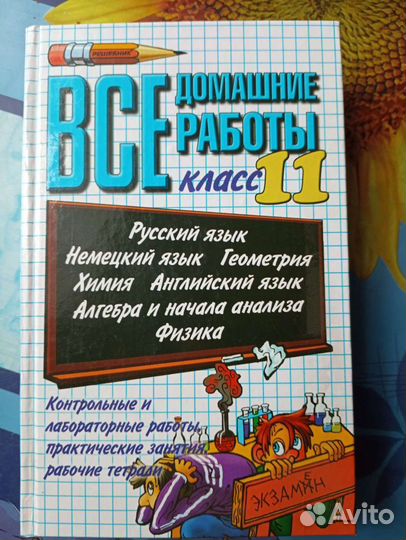 РЕШЕБНИК
ВСЕ ДОМАШНИЕ
РАБОТЫ
КЛАСС 11
Русский язык
Немецкий язык Геометрия
Химия Английский язык
Алгебра и начала анализа
Физика
Контрольные и
лабораторные работы,
практические занятия,
рабочие тетради
ЭКЗАМЕН
Avito